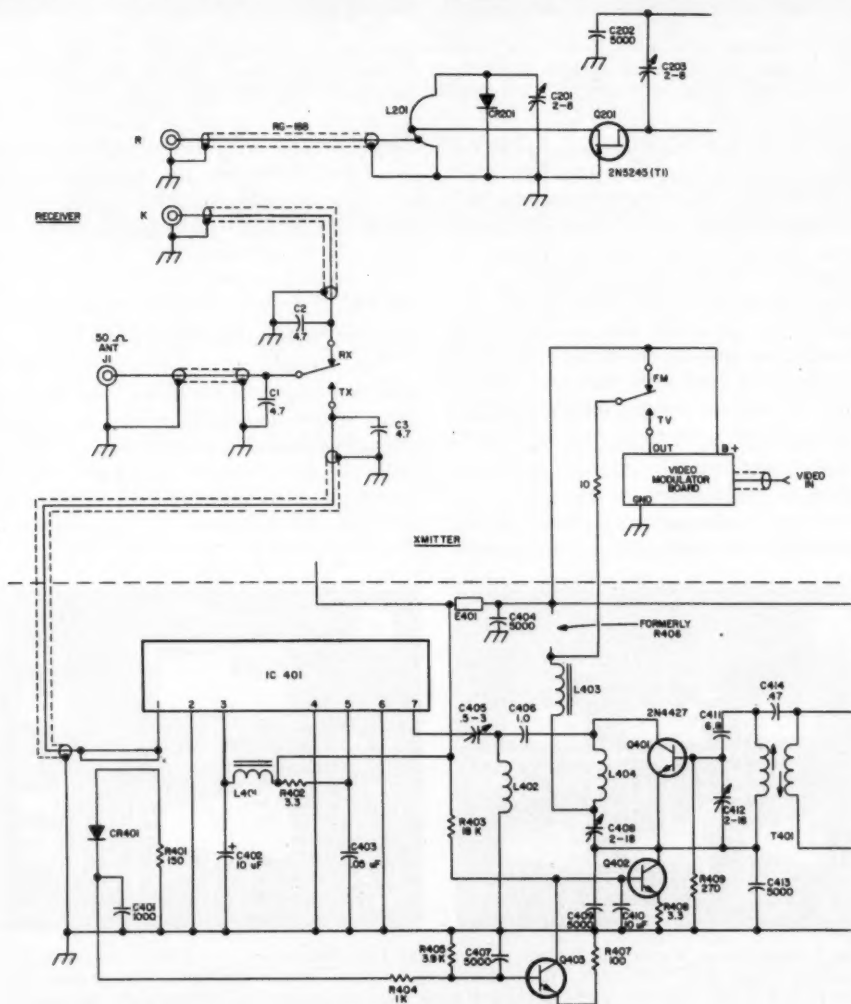 C202
5000
C203
2-8
L201
CR201
C201
2-8
Q201
2N5245(TI)
R
RG-188
RECEIVER
K
C2
4.7
50 Ω
ANT
J1
RX
TX
C1
4.7
C3
4.7
FM
TV
OUT
B+
VIDEO
MODULATOR
BOARD
GND
VIDEO
IN
10
XMITTER
E401
C404
5000
FORMERLY
R406
IC 401
1
2
3
4
5
6
7
C405
.5-3
C406
1.0
L403
2N4427
Q401
C411
6.8
C414
.47
L401
R402
3.3
L402
L404
C412
2-18
T401
CR401
R401
150
C402
+
10 uF
C403
.05 uF
R403
18 K
C408
2-18
Q402
R409
270
C401
1000
C409
5000
C410
10 uF
R408
3.3
C413
5000
R405
3.9K
C407
5000
Q403
R407
100
R404
1K